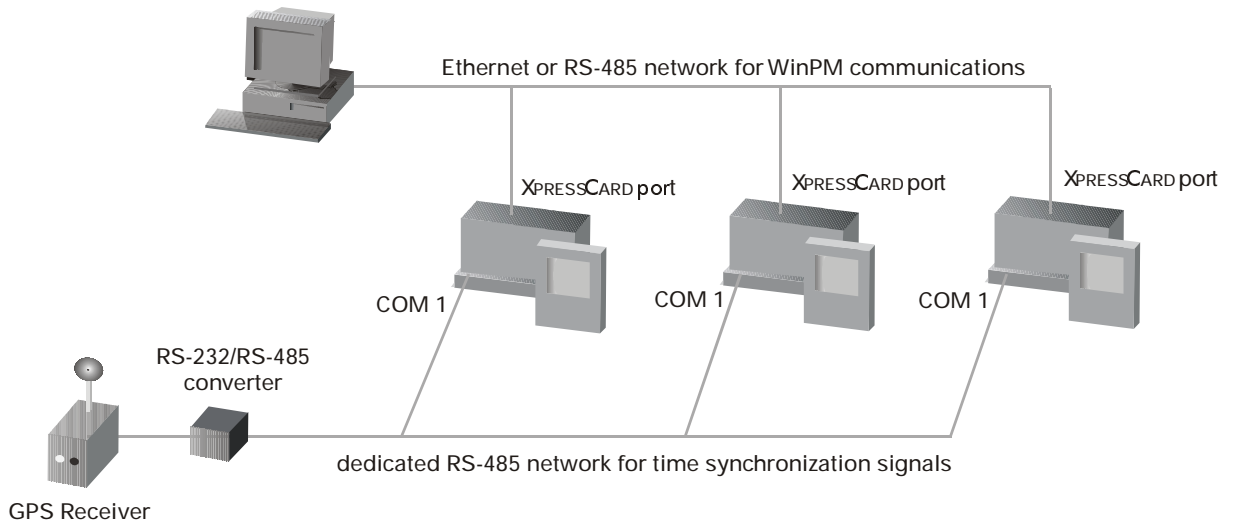 Ethernet or RS-485 network for WinPM communications
XPRESSCARD port
XPRESSCARD port
XPRESSCARD port
COM 1
COM 1
COM 1
RS-232/RS-485
converter
dedicated RS-485 network for time synchronization signals
GPS Receiver